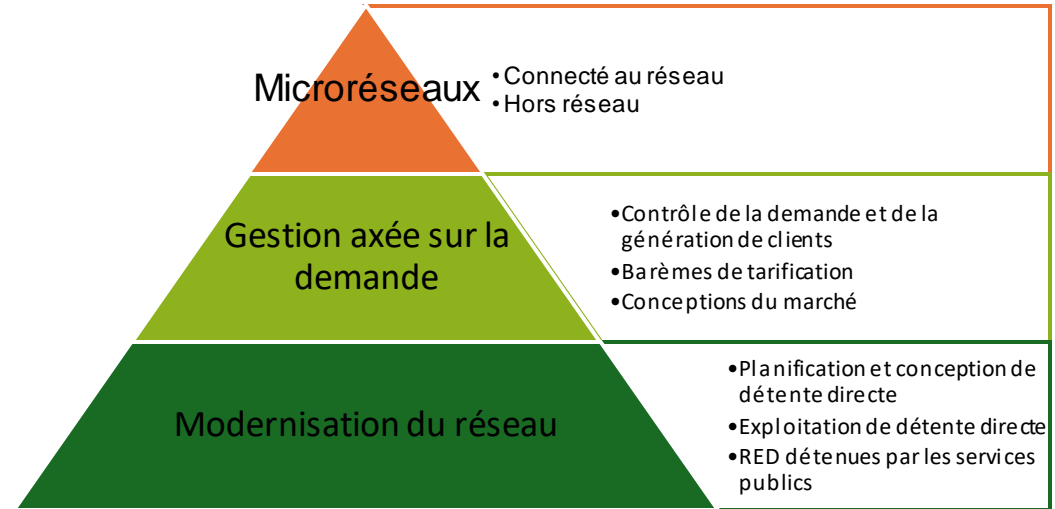 Microréseaux
• Connecté au réseau
• Hors réseau
Gestion axée sur la
demande
•Contrôle de la demande et de la
génération de clients
•Barèmes de tarification
•Conceptions du marché
Modernisation du réseau
•Planification et conception de
détente directe
•Exploitation de détente directe
•RED détenues par les services
publics